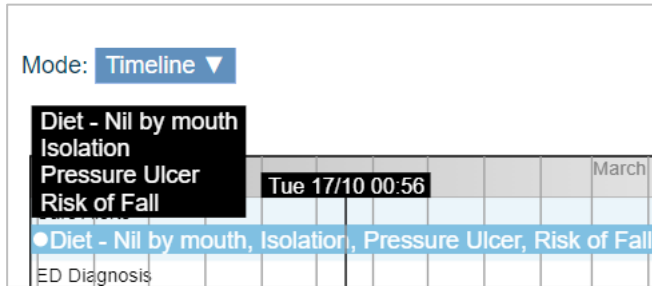 Mode: Timeline ▼
Diet - Nil by mouth
Isolation
Pressure Ulcer
Risk of Fall
Tue 17/10 00:56
March
Diet - Nil by mouth, Isolation, Pressure Ulcer, Risk of Fall
ED Diagnosis